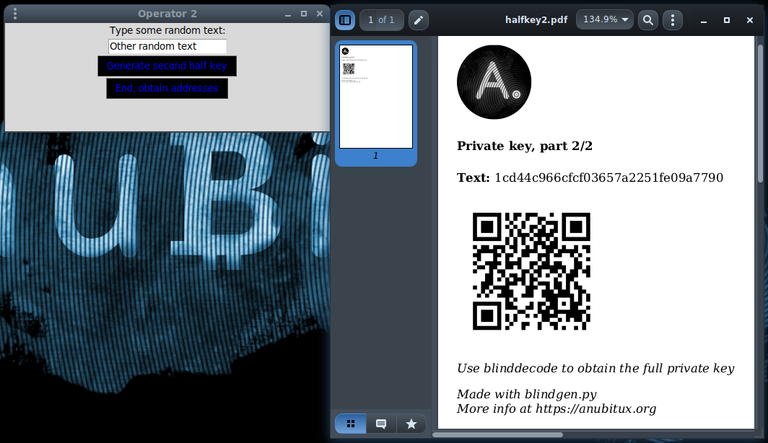 Operator 2
Type some random text:
Other random text
Generate second half key
End, obtain addresses
uBi
1 of 1
halfkey2.pdf
134.9%
1
A.
Private key, part 2/2
Text: 1cd44c966cfcf03657a2251fe09a7790
Use blinddecode to obtain the full private key
Made with blindgen.py
More info at https://anubitux.org